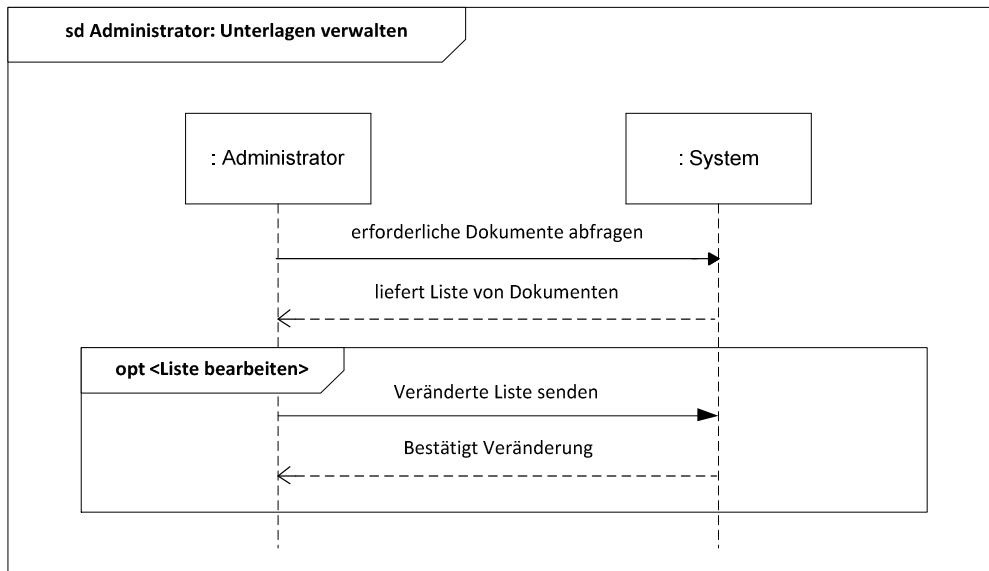 sd Administrator: Unterlagen verwalten
: Administrator
: System
erforderliche Dokumente abfragen
liefert Liste von Dokumenten
opt <Liste bearbeiten>
Veränderte Liste senden
Bestätigt Veränderung